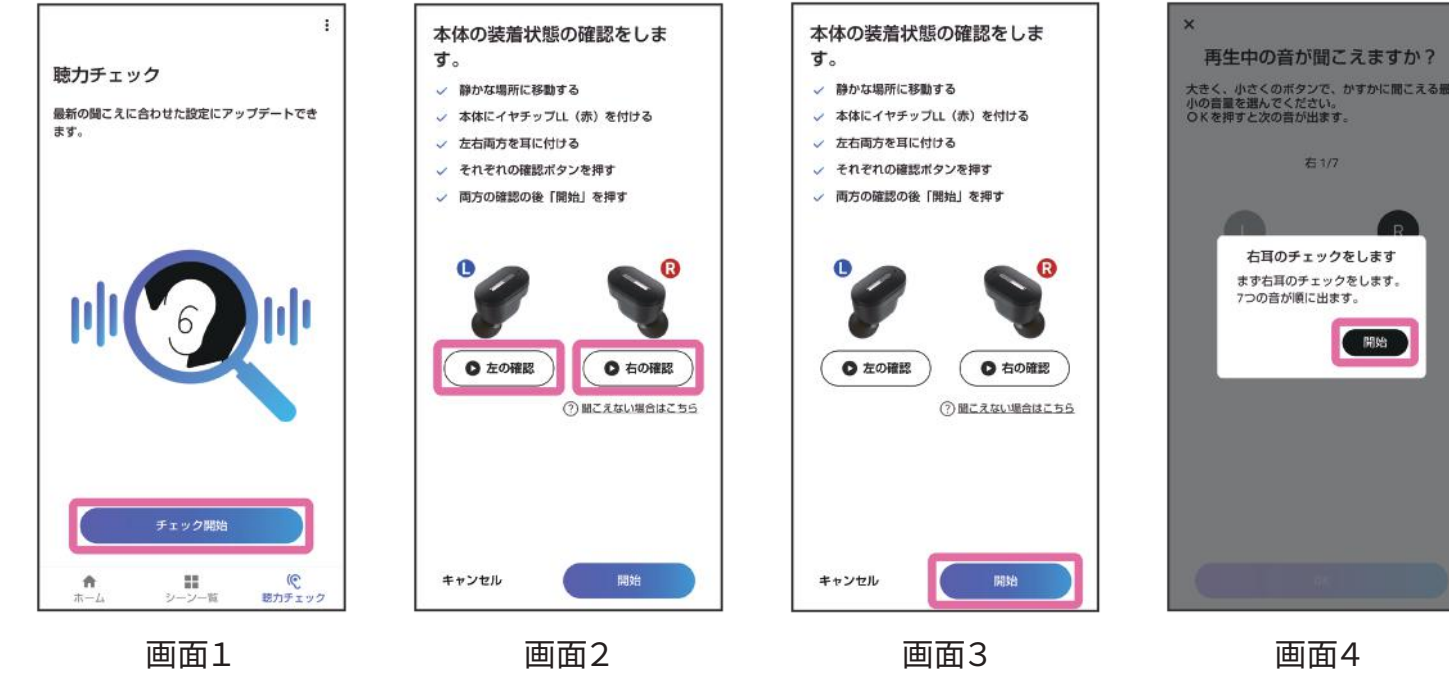 聴力チェック
最新の聞こえに合わせた設定にアップデートでき
ます。
チェック開始
ホーム
シーン一覧
聴力チェック
画面1
本体の装着状態の確認をしま
す。
静かな場所に移動する
本体にイヤチップLL（赤）を付ける
左右両方を耳に付ける
それぞれの確認ボタンを押す
両方の確認の後「開始」を押す
L
R
左の確認
右の確認
? 聞こえない場合はこちら
キャンセル
開始
画面2
本体の装着状態の確認をしま
す。
静かな場所に移動する
本体にイヤチップLL（赤）を付ける
左右両方を耳に付ける
それぞれの確認ボタンを押す
両方の確認の後「開始」を押す
L
R
左の確認
右の確認
? 聞こえない場合はこちら
キャンセル
開始
画面3
×
再生中の音が聞こえますか？
大きく、小さくのボタンで、かすかに聞こえる最
小の音量を選んでください。
OKを押すと次の音が出ます。
右 1/7
L
R
右耳のチェックをします
まず右耳のチェックをします。
7つの音が順に出ます。
開始
OK
画面4